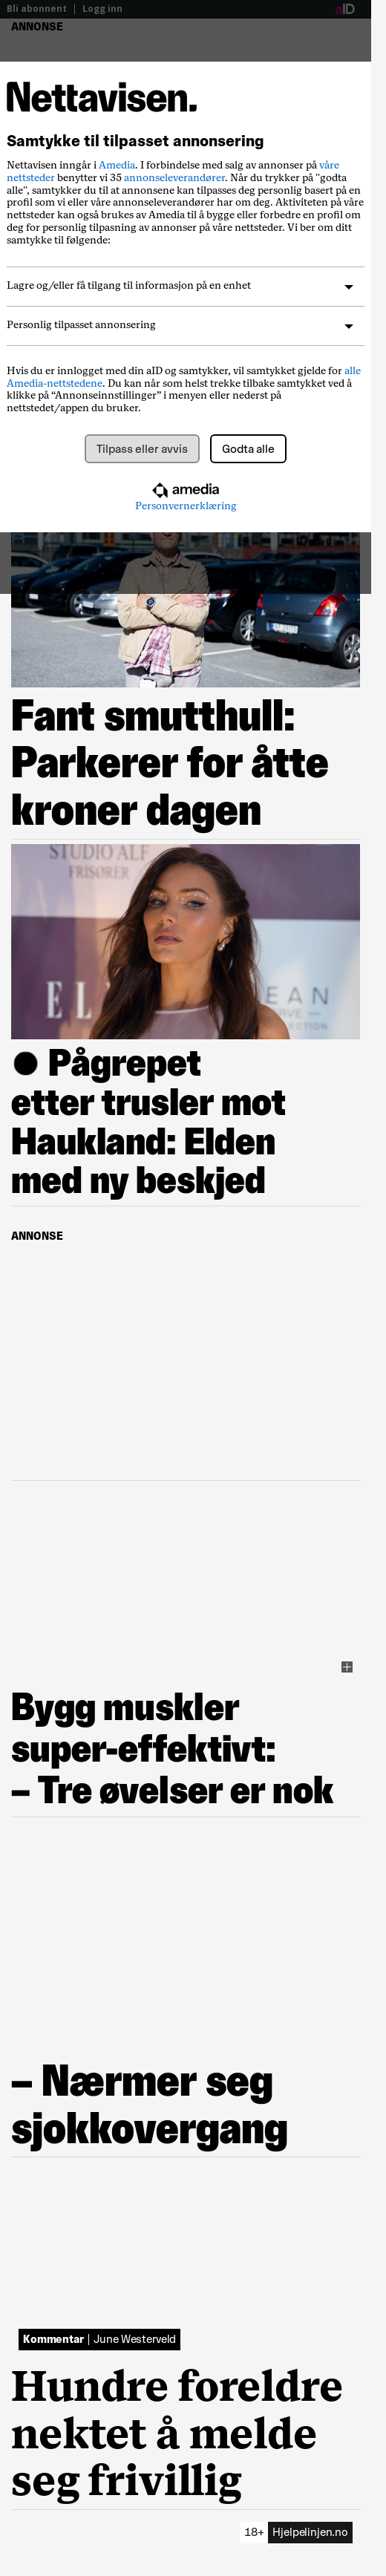 Bli abonnent | Logg inn
aID
ANNONSE
Nettavisen.
Samtykke til tilpasset annonsering
Nettavisen inngår i Amedia. I forbindelse med salg av annonser på våre
nettsteder benytter vi 35 annonseleverandører. Når du trykker på "godta
alle", samtykker du til at annonsene kan tilpasses deg personlig basert på en
profil som vi eller våre annonseleverandører har om deg. Aktiviteten på våre
nettsteder kan også brukes av Amedia til å bygge eller forbedre en profil om
deg for personlig tilpasning av annonser på våre nettsteder. Vi ber om ditt
samtykke til følgende:
Lagre og/eller få tilgang til informasjon på en enhet
Personlig tilpasset annonsering
Hvis du er innlogget med din aID og samtykker, vil samtykket gjelde for alle
Amedia-nettstedene. Du kan når som helst trekke tilbake samtykket ved å
klikke på “Annonseinnstillinger” i menyen eller nederst på
nettstedet/appen du bruker.
Tilpass eller avvis
Godta alle
amedia
Personvernerklæring
Fant smutthull:
Parkerer for åtte
kroner dagen
STUDIO ALF
FRISØRER
EL
EAN
RVE
ECTION
● Pågrepet
etter trusler mot
Haukland: Elden
med ny beskjed
ANNONSE
Bygg muskler
super-effektivt:
– Tre øvelser er nok
– Nærmer seg
sjokkovergang
Kommentar | June Westerveld
Hundre foreldre
nektet å melde
seg frivillig
18+ Hjelpelinjen.no